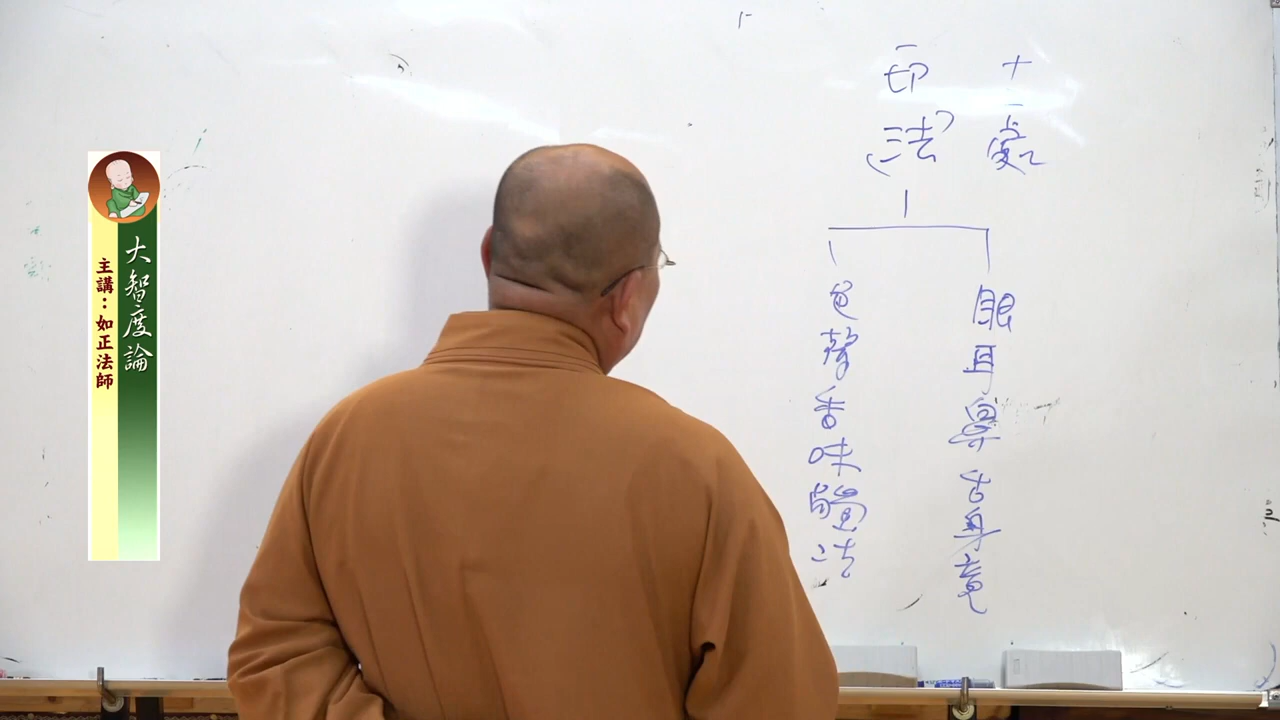 十二處
一切(法)
眼耳鼻舌身意
色聲香味觸法
大智度論
主講：如正法師